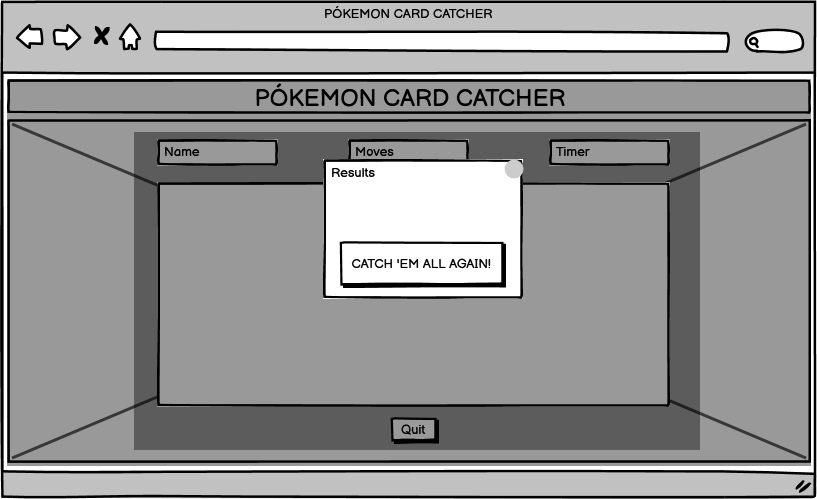 PÓKEMON CARD CATCHER
PÓKEMON CARD CATCHER
Name
Moves
Timer
Results
CATCH 'EM ALL AGAIN!
Quit